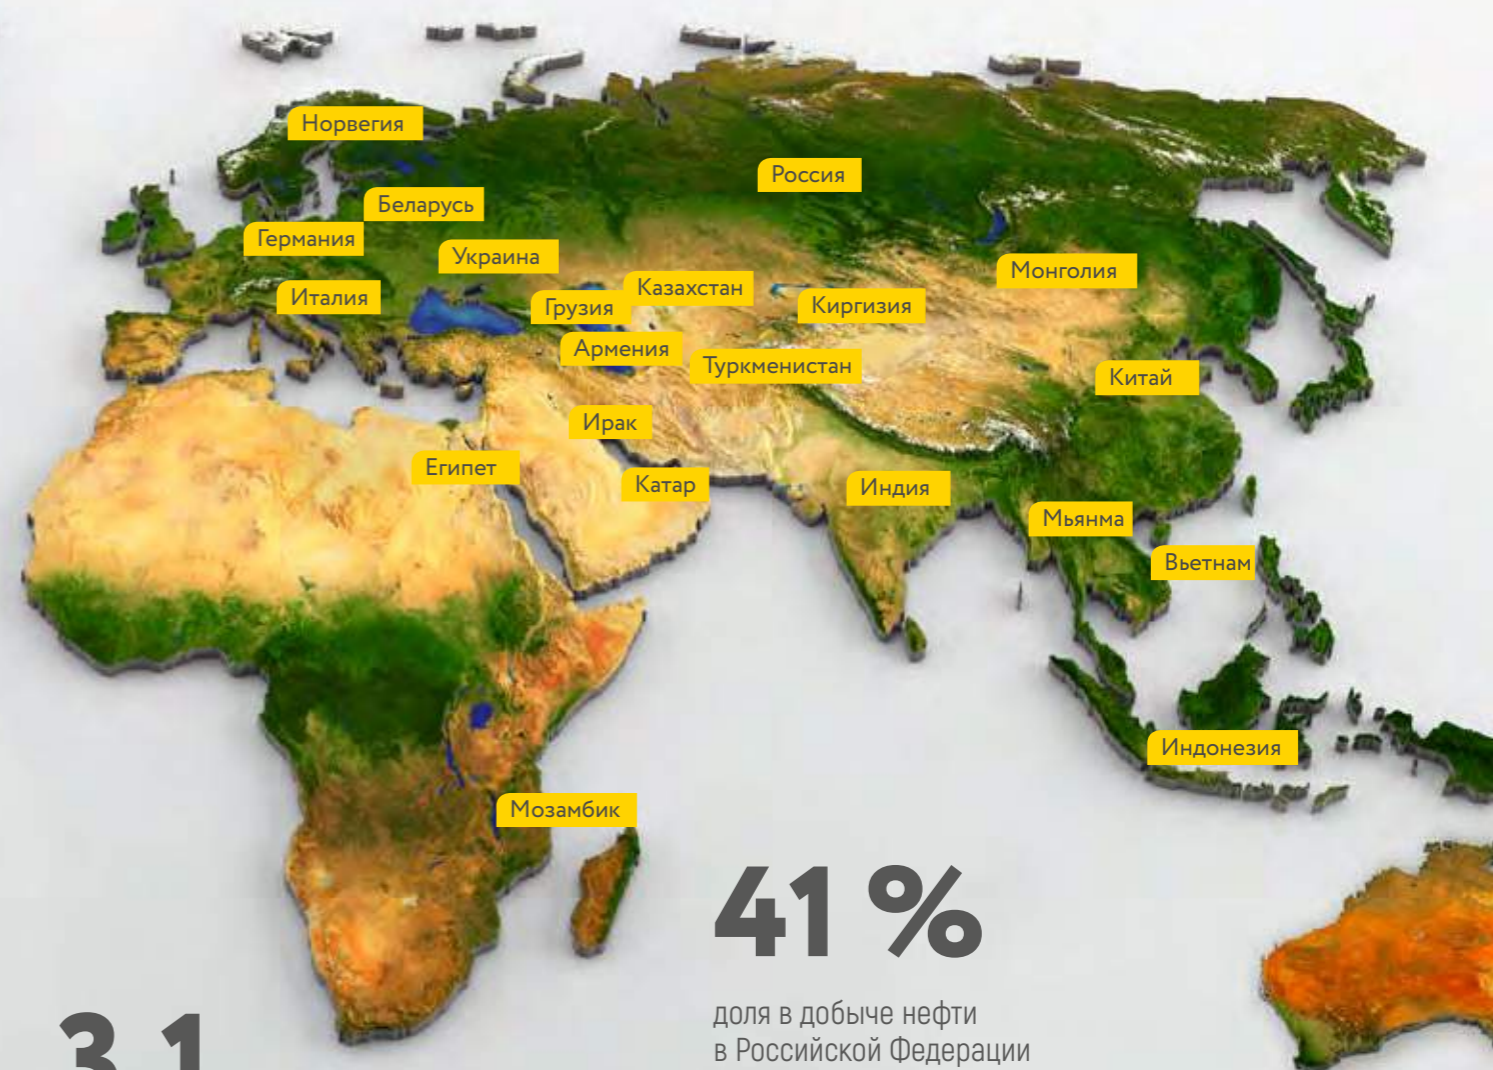 Норвегия
Россия
Беларусь
Германия
Украина
Монголия
Казахстан
Италия
Грузия
Киргизия
Армения
Туркменистан
Китай
Ирак
Египет
Катар
Индия
Мьянма
Вьетнам
Индонезия
Мозамбик
41 %
доля в добыче нефти
в Российской Федерации
3,1